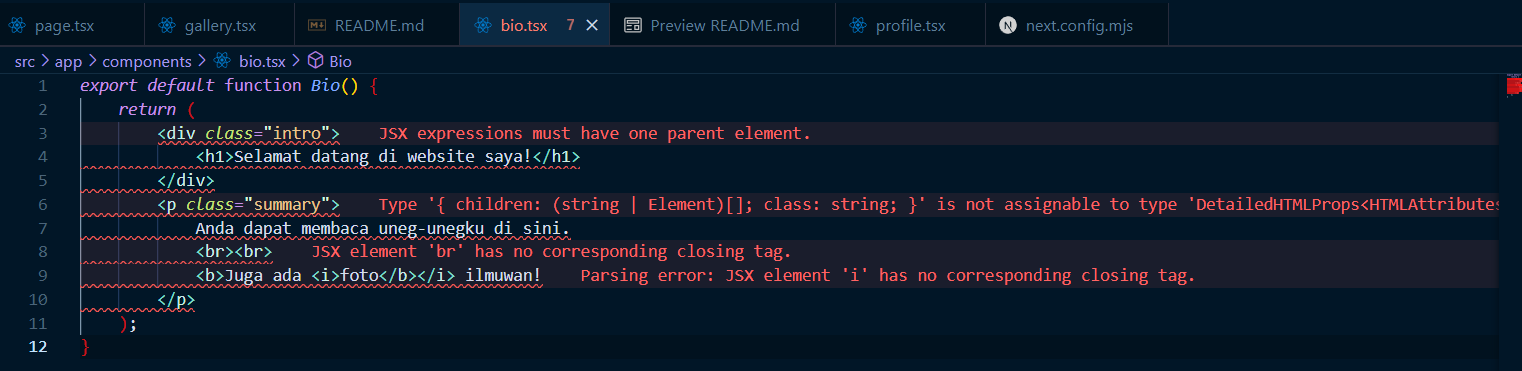 page.tsx gallery.tsx README.md bio.tsx 7 Preview README.md profile.tsx next.config.mjs
src > app > components > bio.tsx > Bio
1 export default function Bio() {
2 return (
3 <div class="intro"> JSX expressions must have one parent element.
4 <h1>Selamat datang di website saya!</h1>
5 </div>
6 <p class="summary"> Type '{ children: (string | Element)[]; class: string; }' is not assignable to type 'DetailedHTMLProps<HTMLAttributes
7 Anda dapat membaca uneg-unegku di sini.
8 <br><br> JSX element 'br' has no corresponding closing tag.
9 <b>Juga ada <i>foto</b></i> ilmuwan! Parsing error: JSX element 'i' has no corresponding closing tag.
10 </p>
11 );
12 }